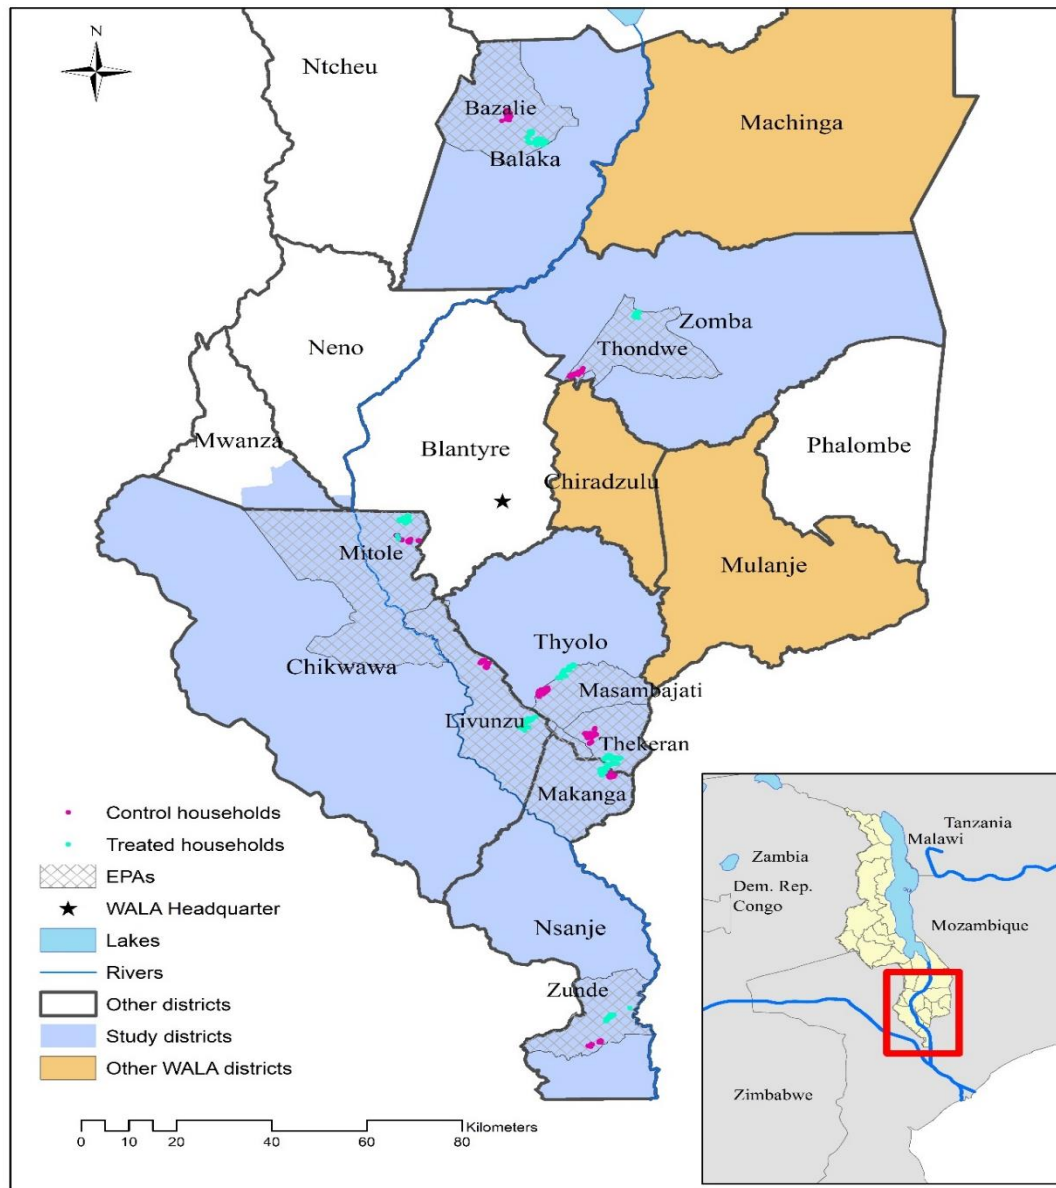 N
Ntcheu
Bazalie
Machinga
Balaka
Zomba
Neno
Thondwe
Mwanza
Blantyre
Phalombe
Chiradzulu
Mitole
Mulanje
Thyolo
Chikwawa
Masambajati
Livunzu
Thekeran
Makanga
Nsanje
Zunde
Control households
Treated households
EPAs
WALA Headquarter
Lakes
Rivers
Other districts
Study districts
Other WALA districts
Kilometers
0 10 20 40 60 80
Tanzania
Malawi
Zambia
Dem. Rep.
Congo
Mozambique
Zimbabwe